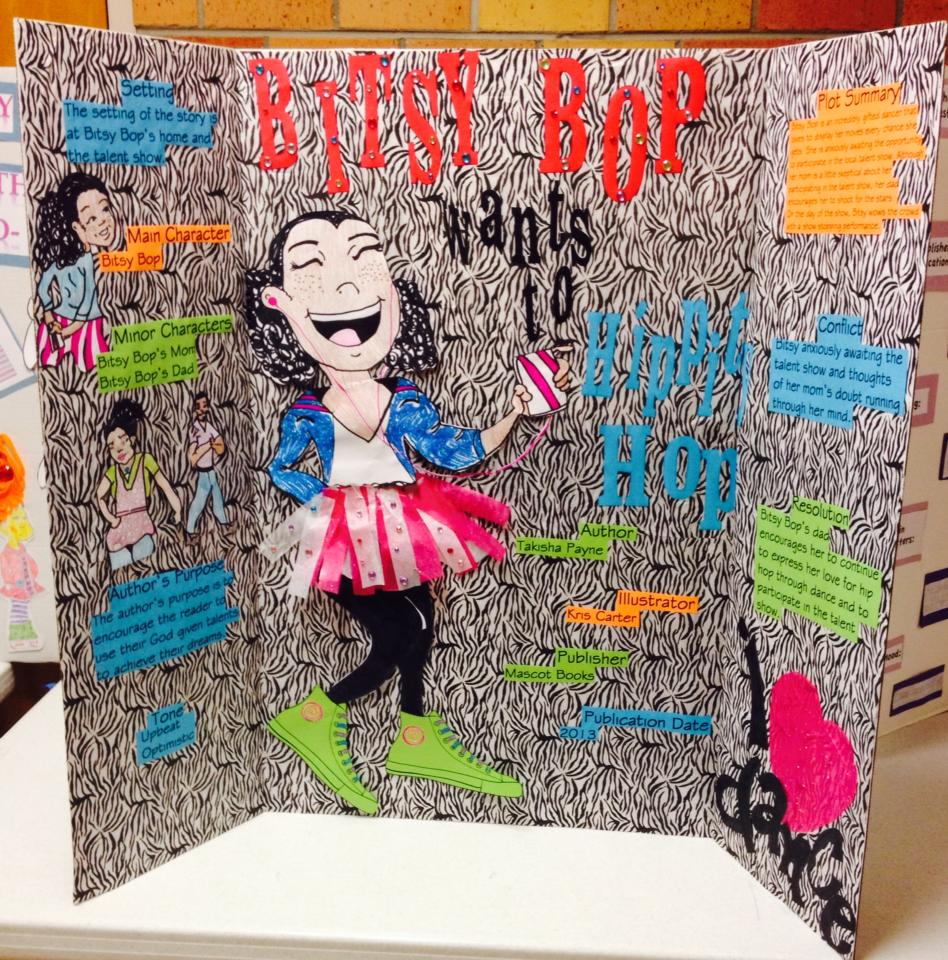 Setting
The setting of the story is
at Bitsy Bop's home and
the talent show.
Main Character
Bitsy Bop
Minor Characters
Bitsy Bop's Mom
Bitsy Bop's Dad
Author's Purpose
The author's purpose is to
encourage the reader to
use their God given talents
to achieve their dreams.
Tone
Upbeat
Optimistic
BITSY BOP
wants
to
Hippity
Hop
Author
Takisha Payne
Illustrator
Kris Carter
Publisher
Mascot Books
Publication Date
2013
Plot Summary
Bitsy Bop is an incredibly gifted dancer that
to display her moves every chance she
gets. She is anxiously awaiting the opportunity
participate in the local talent show. Although
her mom is a little skeptical about her
participating in the talent show, her dad
encourages her to shoot for the stars.
On the day of the show, Bitsy wows the crowd
with a show stopping performance.
Conflict
Bitsy anxiously awaiting the
talent show and thoughts
of her mom's doubt running
through her mind.
Resolution
Bitsy Bop's dad
encourages her to continue
to express her love for hip
hop through dance and to
participate in the talent
show.
I
dance